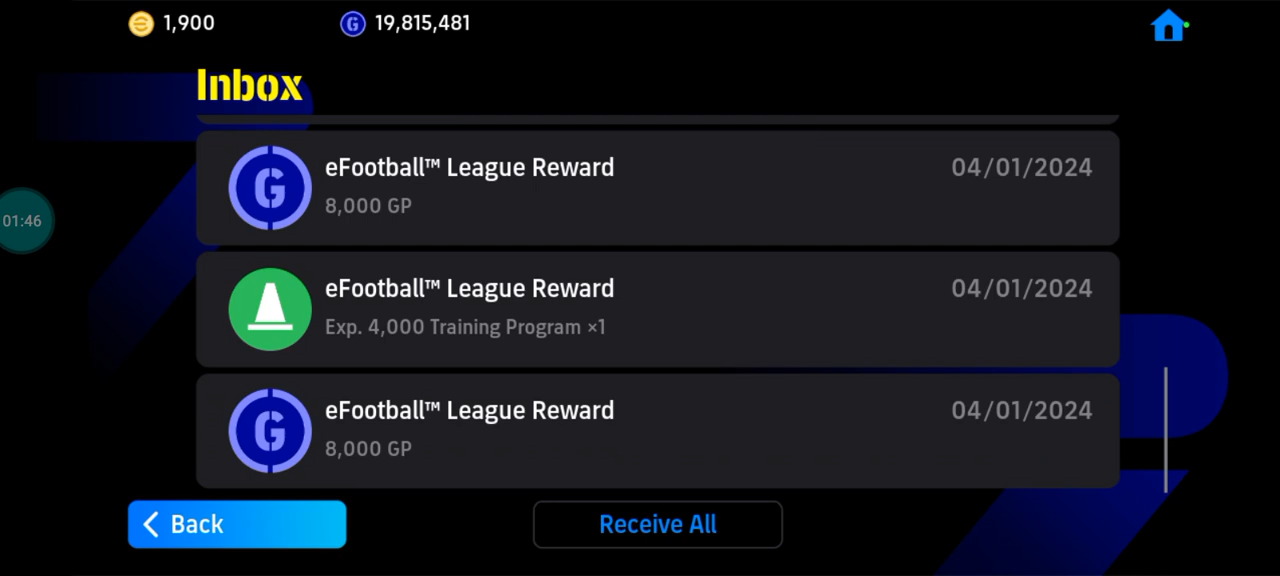 1,900
19,815,481
Inbox
eFootball™ League Reward
04/01/2024
8,000 GP
01:46
eFootball™ League Reward
04/01/2024
Exp. 4,000 Training Program ×1
eFootball™ League Reward
04/01/2024
8,000 GP
Back
Receive All